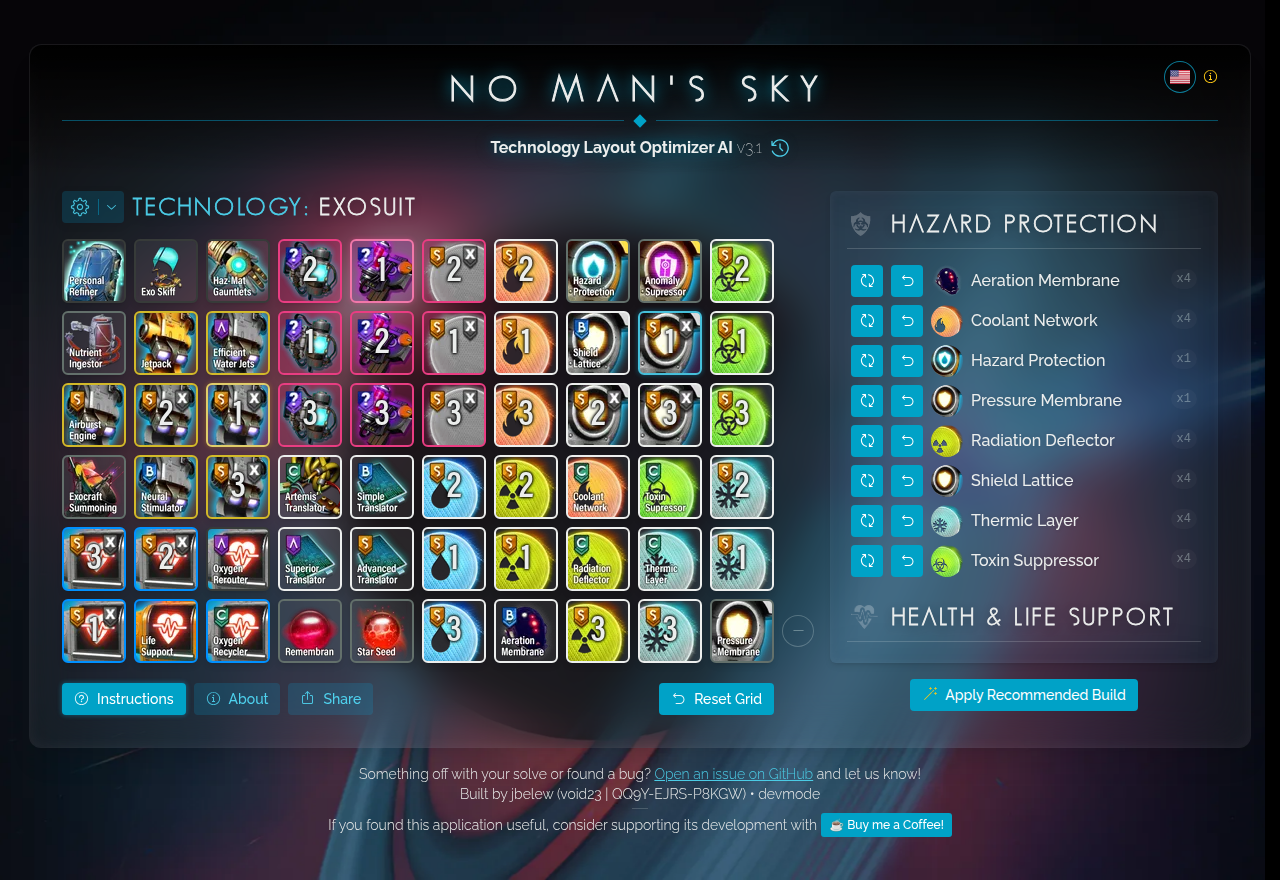 NO MAN'S SKY
Technology Layout Optimizer AI v3.1
TECHNOLOGY: EXOSUIT
Personal Refiner
Exo Skiff
Haz-Mat Gauntlets
? 2
? 1
S X 2
S 2
Hazard Protection
Anomaly Supressor
S 2
Nutrient Ingestor
S Jetpack
A Efficient Water Jets
? 1
? 2
S X 1
S 1
B Shield Lattice
S X 1
S 1
S Airburst Engine
S X 2
S X 1
? 3
? 3
S X 3
S 3
S X 2
S X 3
S 3
Exocraft Summoning
B Neural Stimulator
S X 3
C Artemis' Translator
B Simple Translator
S 2
S 2
C Coolant Network
C Toxin Supressor
S 2
S X 3
S X 2
A Oxygen Rerouter
A Superior Translator
S Advanced Translator
S 1
S 1
C Radiation Deflector
C Thermic Layer
S 1
S X 1
Life Support
C Oxygen Recycler
Remembran
Star Seed
S 3
B Aeration Membrane
S 3
S 3
Pressure Membrane
HAZARD PROTECTION
Aeration Membrane x4
Coolant Network x4
Hazard Protection x1
Pressure Membrane x1
Radiation Deflector x4
Shield Lattice x4
Thermic Layer x4
Toxin Suppressor x4
HEALTH & LIFE SUPPORT
Instructions
About
Share
Reset Grid
Apply Recommended Build
Something off with your solve or found a bug? Open an issue on GitHub and let us know!
Built by jbelew (void23 | QQ9Y-EJRS-P8KGW) • devmode
If you found this application useful, consider supporting its development with ☕ Buy me a Coffee!